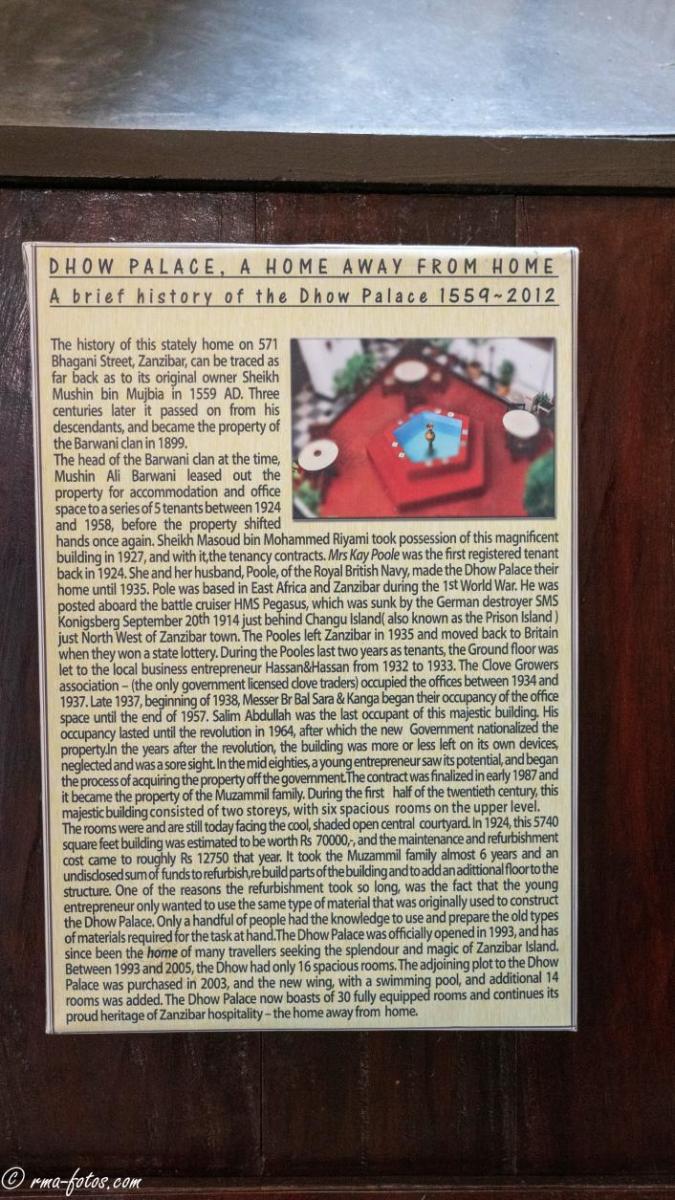 DHOW PALACE, A HOME AWAY FROM HOME
A brief history of the Dhow Palace 1559~2012
The history of this stately home on 571
Bhagani Street, Zanzibar, can be traced as
far back as to its original owner Sheikh
Mushin bin Mujbia in 1559 AD. Three
centuries later it passed on from his
descendants, and became the property of
the Barwani clan in 1899.
The head of the Barwani clan at the time,
Mushin Ali Barwani leased out the
property for accommodation and office
space to a series of 5 tenants between 1924
and 1958, before the property shifted
hands once again. Sheikh Masoud bin Mohammed Riyami took possession of this magnificent
building in 1927, and with it,the tenancy contracts. Mrs Kay Poole was the first registered tenant
back in 1924. She and her husband, Poole, of the Royal British Navy, made the Dhow Palace their
home until 1935. Pole was based in East Africa and Zanzibar during the 1st World War. He was
posted aboard the battle cruiser HMS Pegasus, which was sunk by the German destroyer SMS
Konigsberg September 20th 1914 just behind Changu Island( also known as the Prison Island )
just North West of Zanzibar town. The Pooles left Zanzibar in 1935 and moved back to Britain
when they won a state lottery. During the Pooles last two years as tenants, the Ground floor was
let to the local business entrepreneur Hassan&Hassan from 1932 to 1933. The Clove Growers
association – (the only government licensed clove traders) occupied the offices between 1934 and
1937. Late 1937, beginning of 1938, Messer Br Bal Sara & Kanga began their occupancy of the office
space until the end of 1957. Salim Abdullah was the last occupant of this majestic building. His
occupancy lasted until the revolution in 1964, after which the new Government nationalized the
property.In the years after the revolution, the building was more or less left on its own devices,
neglected and was a sore sight. In the mid eighties, a young entrepreneur saw its potential, and began
the process of acquiring the property off the government.The contract was finalized in early 1987 and
it became the property of the Muzammil family. During the first half of the twentieth century, this
majestic building consisted of two storeys, with six spacious rooms on the upper level.
The rooms were and are still today facing the cool, shaded open central courtyard. In 1924, this 5740
square feet building was estimated to be worth Rs 70000,-, and the maintenance and refurbishment
cost came to roughly Rs 12750 that year. It took the Muzammil family almost 6 years and an
undisclosed sum of funds to refurbish,re build parts of the building and to add an adittional floor to the
structure. One of the reasons the refurbishment took so long, was the fact that the young
entrepreneur only wanted to use the same type of material that was originally used to construct
the Dhow Palace. Only a handful of people had the knowledge to use and prepare the old types
of materials required for the task at hand.The Dhow Palace was officially opened in 1993, and has
since been the home of many travellers seeking the splendour and magic of Zanzibar Island.
Between 1993 and 2005, the Dhow had only 16 spacious rooms. The adjoining plot to the Dhow
Palace was purchased in 2003, and the new wing, with a swimming pool, and additional 14
rooms was added. The Dhow Palace now boasts of 30 fully equipped rooms and continues its
proud heritage of Zanzibar hospitality – the home away from home.
© rma-fotos.com